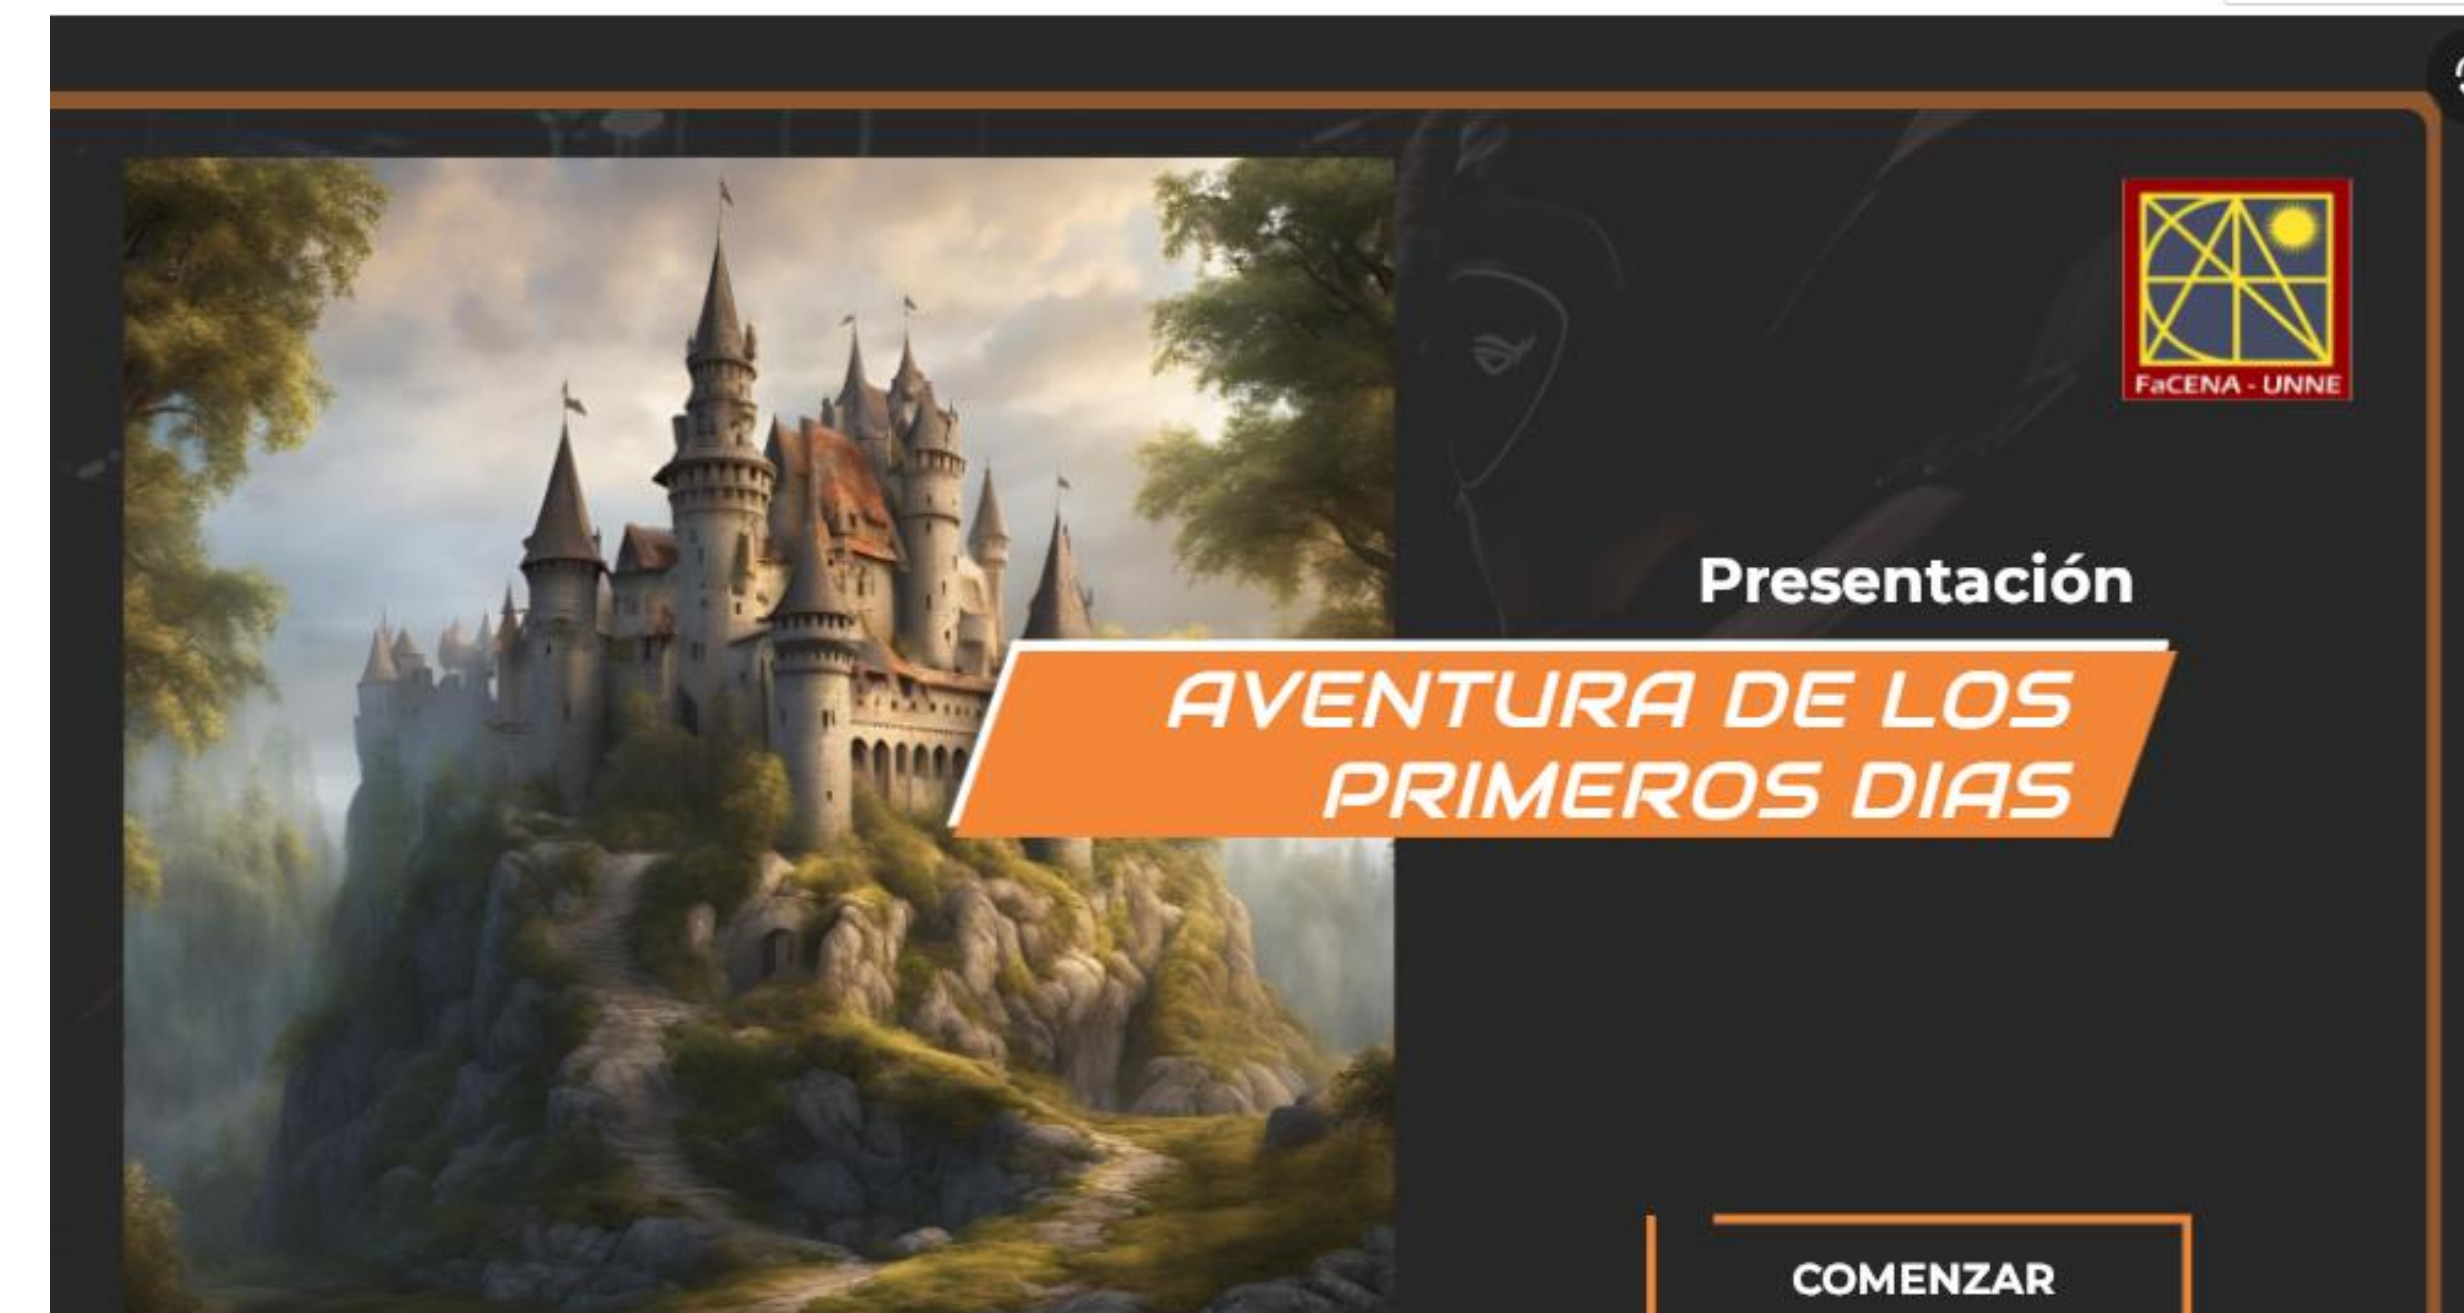 FaCENA - UNNE
Presentación
AVENTURA DE LOS
PRIMEROS DIAS
COMENZAR